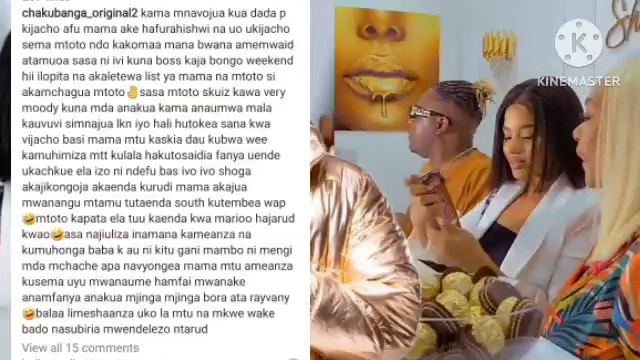 chakubanga_original2 kama mnavojua kua dada p
kijacho afu mama ake hafurahishwi na uo ukijacho
sema mtoto ndo kakomaa mana bwana amemwaid
atamuoa sasa ni ivi kuna boss kaja bongo weekend
hii ilopita na akaletewa list ya mama na mtoto si
akamchagua mtoto👌sasa mtoto skuiz kawa very
moody kuna mda anakua kama anaumwa mala
kauvuvi simnajua lkn iyo hali hutokea sana kwa
vijacho basi mama mtu kaskia dau kubwa wee
kamuhimiza mtt kulala hakutosaidia fanya uende
ukachkue ela izo ni ndefu bas ivo ivo shoga
akajikongoja akaenda kurudi mama akajua
mwanangu mtamu tutaenda south kutembea wap
🤣mtoto kapata ela tuu kaenda kwa marioo hajarud
kwao🤣asa najiuliza inamana kameanza na
kumuhonga baba k au ni kitu gani mambo ni mengi
mda mchache apa navyongea mama mtu ameanza
kusema uyu mwanaume hamfai mwanake
anamfanya anakua mjinga mjinga bora ata rayvany
🤣balaa limeshaanza uko la mtu na mkwe wake
bado nasubiria mwendelezo ntarud
View all 15 comments
KINEMASTER